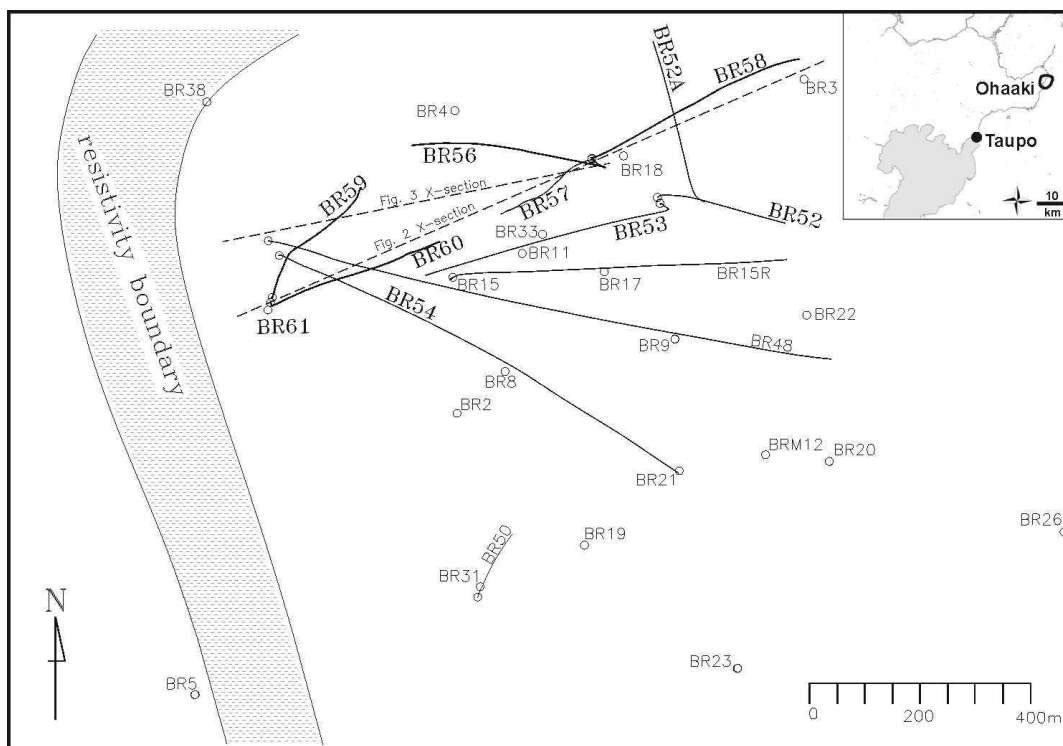 BR38
BR4
BR52A
BR58
BR3
Ohaaki
Taupo
10
km
BR56
BR18
BR59
Fig. 3 X-section
BR57
BR52
Fig. 2 X-section
BR33
BR53
BR60
BR11
BR15
BR17
BR15R
resistivity boundary
BR61
BR54
BR22
BR9
BR48
BR8
BR2
BR21
BRM12
BR20
BR26
BR50
BR19
BR31
N
BR23
BR5
0 200 400m